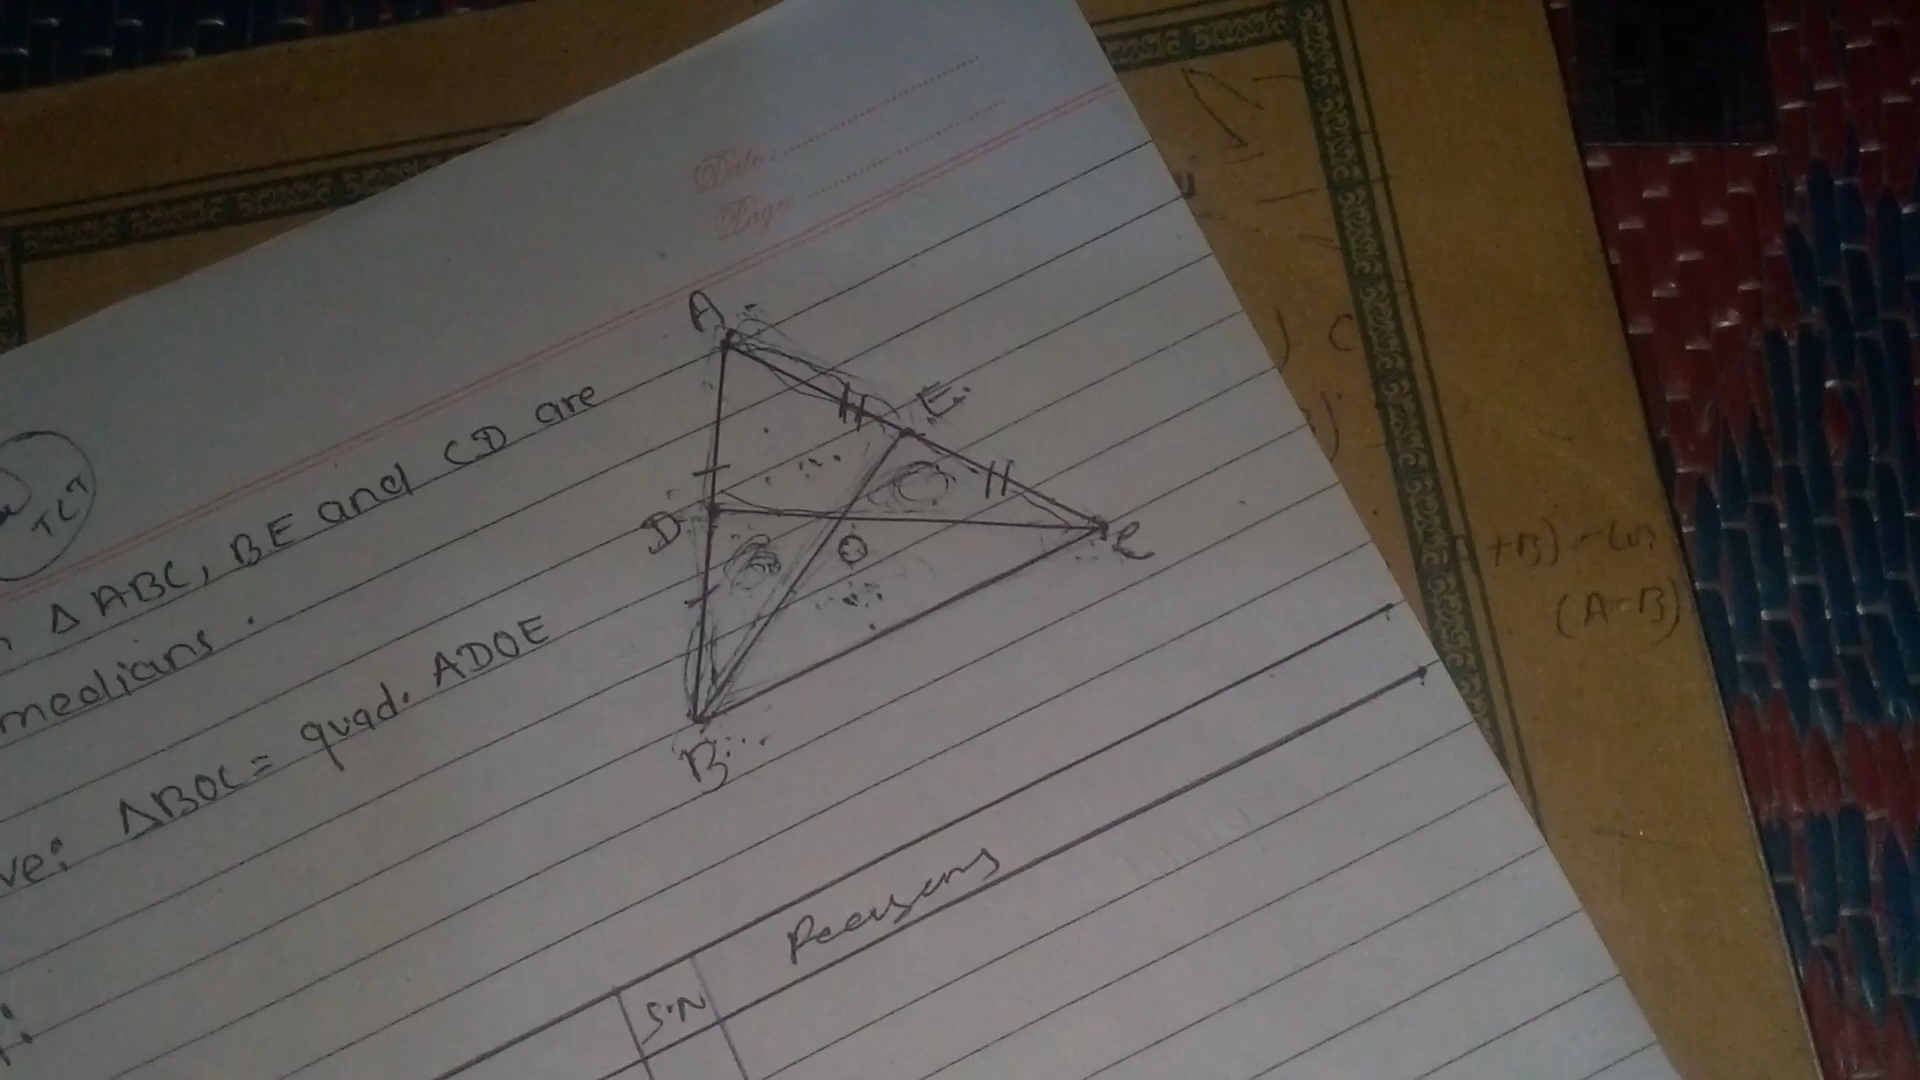 Date:
Page:
TLT
Δ ABC, BE and CD are
medians.
ve: ΔBOC = quad. ADOE
A
E
D
O
C
B
S.N
Reasons
C
+B)
(A-B)